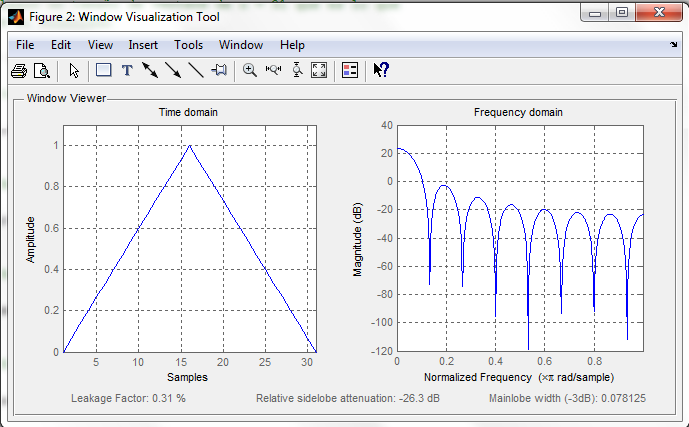 Figure 2: Window Visualization Tool
File Edit View Insert Tools Window Help
Window Viewer
Time domain
1
0.8
0.6
0.4
0.2
0
5 10 15 20 25 30
Amplitude
Samples
Frequency domain
40
20
0
-20
-40
-60
-80
-100
-120
0 0.2 0.4 0.6 0.8
Magnitude (dB)
Normalized Frequency (×π rad/sample)
Leakage Factor: 0.31 %
Relative sidelobe attenuation: -26.3 dB
Mainlobe width (-3dB): 0.078125